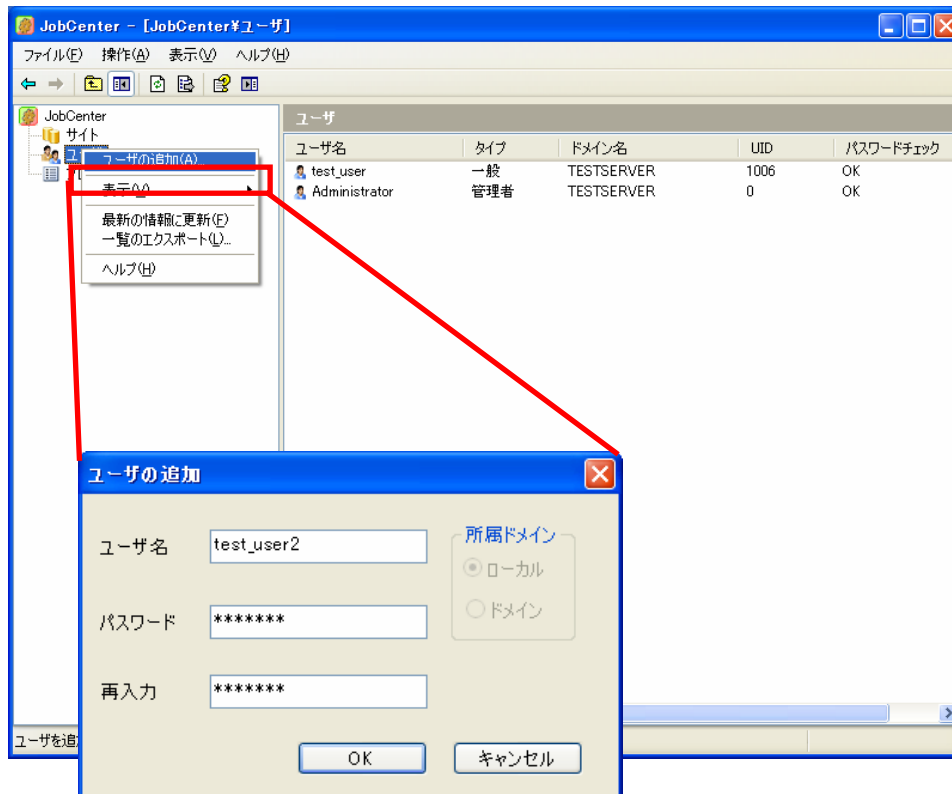 JobCenter - [JobCenter¥ユーザ]
ファイル(F) 操作(A) 表示(V) ヘルプ(H)
JobCenter
サイト
ユーザの追加(A)...
表示(V)
最新の情報に更新(F)
一覧のエクスポート(L)...
ヘルプ(H)
ユーザ
ユーザ名 タイプ ドメイン名 UID パスワードチェック
test_user 一般 TESTSERVER 1006 OK
Administrator 管理者 TESTSERVER 0 OK
ユーザの追加
ユーザ名 test_user2
所属ドメイン
ローカル
ドメイン
パスワード *******
再入力 *******
OK キャンセル
ユーザを追